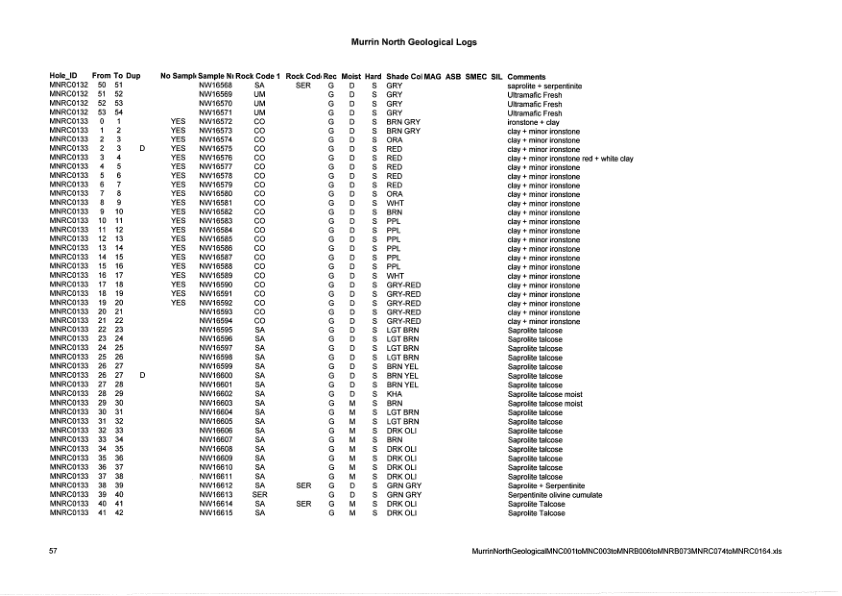 Murrin North Geological Logs
Hole_ID From To Dup No Sampl Sample N Rock Code 1 Rock Cod Rec Moist Hard Shade Col MAG ASB SMEC SIL Comments
MNRC0132 50 51 NW16568 SA SER G D S GRY saprolite + serpentinite
MNRC0132 51 52 NW16569 UM G D S GRY Ultramafic Fresh
MNRC0132 52 53 NW16570 UM G D S GRY Ultramafic Fresh
MNRC0132 53 54 NW16571 UM G D S GRY Ultramafic Fresh
MNRC0133 0 1 YES NW16572 CO G D S BRN GRY ironstone + clay
MNRC0133 1 2 YES NW16573 CO G D S BRN GRY clay + minor ironstone
MNRC0133 2 3 YES NW16574 CO G D S ORA clay + minor ironstone
MNRC0133 2 3 D YES NW16575 CO G D S RED clay + minor ironstone
MNRC0133 3 4 YES NW16576 CO G D S RED clay + minor ironstone red + white clay
MNRC0133 4 5 YES NW16577 CO G D S RED clay + minor ironstone
MNRC0133 5 6 YES NW16578 CO G D S RED clay + minor ironstone
MNRC0133 6 7 YES NW16579 CO G D S RED clay + minor ironstone
MNRC0133 7 8 YES NW16580 CO G D S ORA clay + minor ironstone
MNRC0133 8 9 YES NW16581 CO G D S WHT clay + minor ironstone
MNRC0133 9 10 YES NW16582 CO G D S BRN clay + minor ironstone
MNRC0133 10 11 YES NW16583 CO G D S PPL clay + minor ironstone
MNRC0133 11 12 YES NW16584 CO G D S PPL clay + minor ironstone
MNRC0133 12 13 YES NW16585 CO G D S PPL clay + minor ironstone
MNRC0133 13 14 YES NW16586 CO G D S PPL clay + minor ironstone
MNRC0133 14 15 YES NW16587 CO G D S PPL clay + minor ironstone
MNRC0133 15 16 YES NW16588 CO G D S PPL clay + minor ironstone
MNRC0133 16 17 YES NW16589 CO G D S WHT clay + minor ironstone
MNRC0133 17 18 YES NW16590 CO G D S GRY-RED clay + minor ironstone
MNRC0133 18 19 YES NW16591 CO G D S GRY-RED clay + minor ironstone
MNRC0133 19 20 YES NW16592 CO G D S GRY-RED clay + minor ironstone
MNRC0133 20 21 NW16593 CO G D S GRY-RED clay + minor ironstone
MNRC0133 21 22 NW16594 CO G D S GRY-RED clay + minor ironstone
MNRC0133 22 23 NW16595 SA G D S LGT BRN Saprolite talcose
MNRC0133 23 24 NW16596 SA G D S LGT BRN Saprolite talcose
MNRC0133 24 25 NW16597 SA G D S LGT BRN Saprolite talcose
MNRC0133 25 26 NW16598 SA G D S LGT BRN Saprolite talcose
MNRC0133 26 27 NW16599 SA G D S BRN YEL Saprolite talcose
MNRC0133 26 27 D NW16600 SA G D S BRN YEL Saprolite talcose
MNRC0133 27 28 NW16601 SA G D S BRN YEL Saprolite talcose
MNRC0133 28 29 NW16602 SA G D S KHA Saprolite talcose moist
MNRC0133 29 30 NW16603 SA G M S BRN Saprolite talcose moist
MNRC0133 30 31 NW16604 SA G M S LGT BRN Saprolite talcose
MNRC0133 31 32 NW16605 SA G M S LGT BRN Saprolite talcose
MNRC0133 32 33 NW16606 SA G M S DRK OLI Saprolite talcose
MNRC0133 33 34 NW16607 SA G M S BRN Saprolite talcose
MNRC0133 34 35 NW16608 SA G M S DRK OLI Saprolite talcose
MNRC0133 35 36 NW16609 SA G M S DRK OLI Saprolite talcose
MNRC0133 36 37 NW16610 SA G M S DRK OLI Saprolite talcose
MNRC0133 37 38 NW16611 SA G M S DRK OLI Saprolite talcose
MNRC0133 38 39 NW16612 SA SER G D S GRN GRY Saprolite + Serpentinite
MNRC0133 39 40 NW16613 SER G D S GRN GRY Serpentinite olivine cumulate
MNRC0133 40 41 NW16614 SA SER G M S DRK OLI Saprolite Talcose
MNRC0133 41 42 NW16615 SA G M S DRK OLI Saprolite Talcose
57 MurrinNorthGeologicalMNC001toMNC003toMNRB006toMNRB073MNRC074toMNRC0164.xls